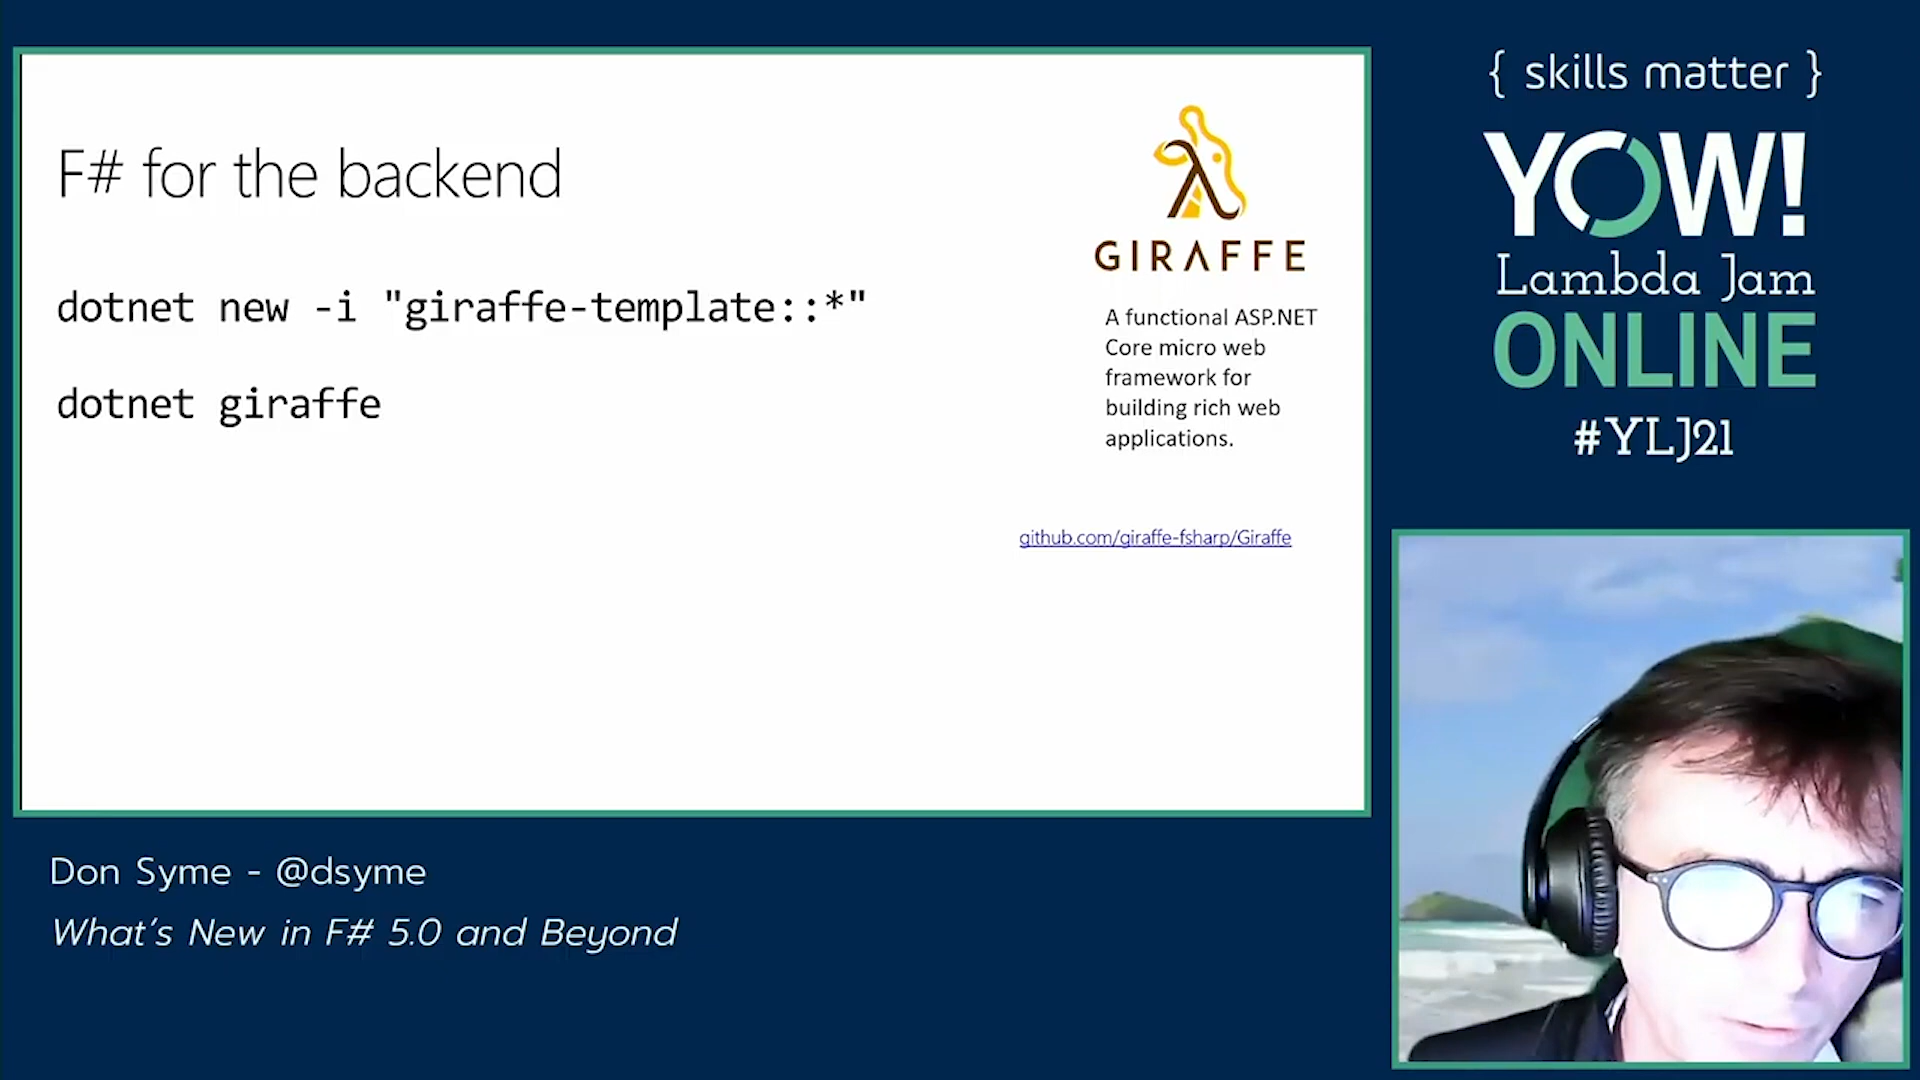 F# for the backend
dotnet new -i "giraffe-template::*"
dotnet giraffe
GIRAFFE
A functional ASP.NET
Core micro web
framework for
building rich web
applications.
github.com/giraffe-fsharp/Giraffe
{ skills matter }
YOW!
Lambda Jam
ONLINE
#YLJ21
Don Syme - @dsyme
What's New in F# 5.0 and Beyond